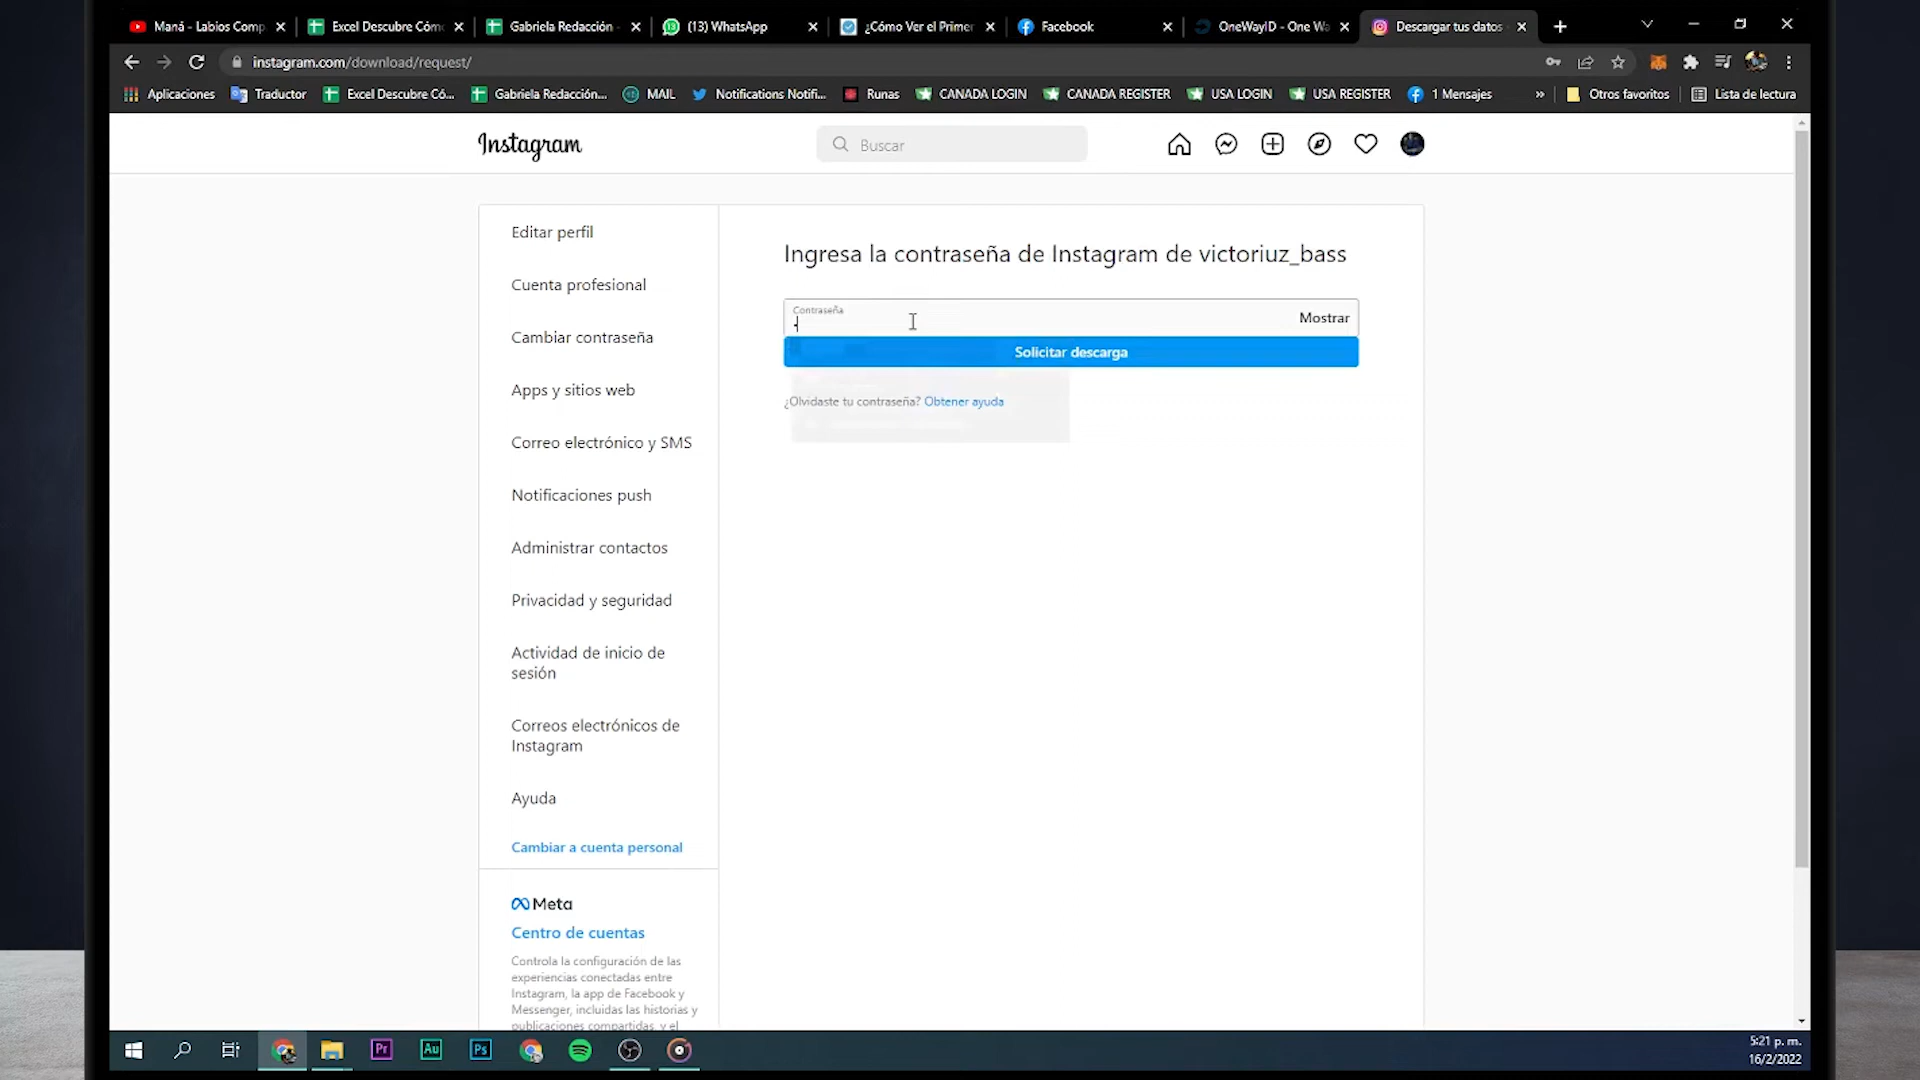 Maná - Labios Comp
Excel Descubre Cóm
Gabriela Redacción -
(13) WhatsApp
¿Cómo Ver el Primer
Facebook
OneWayID - One Wa
Descargar tus datos
instagram.com/download/request/
Aplicaciones
Traductor
Excel Descubre Có...
Gabriela Redacción...
MAIL
Notifications Notifi...
Runas
CANADA LOGIN
CANADA REGISTER
USA LOGIN
USA REGISTER
1 Mensajes
»
Otros favoritos
Lista de lectura
Instagram
Buscar
Editar perfil
Cuenta profesional
Cambiar contraseña
Apps y sitios web
Correo electrónico y SMS
Notificaciones push
Administrar contactos
Privacidad y seguridad
Actividad de inicio de
sesión
Correos electrónicos de
Instagram
Ayuda
Cambiar a cuenta personal
Meta
Centro de cuentas
Controla la configuración de las
experiencias conectadas entre
Instagram, la app de Facebook y
Messenger, incluidas las historias y
publicaciones compartidas, y el
Ingresa la contraseña de Instagram de victoriuz_bass
Contraseña
Mostrar
Solicitar descarga
¿Olvidaste tu contraseña? Obtener ayuda
Pr
Au
Ps
5:21 p. m.
16/2/2022